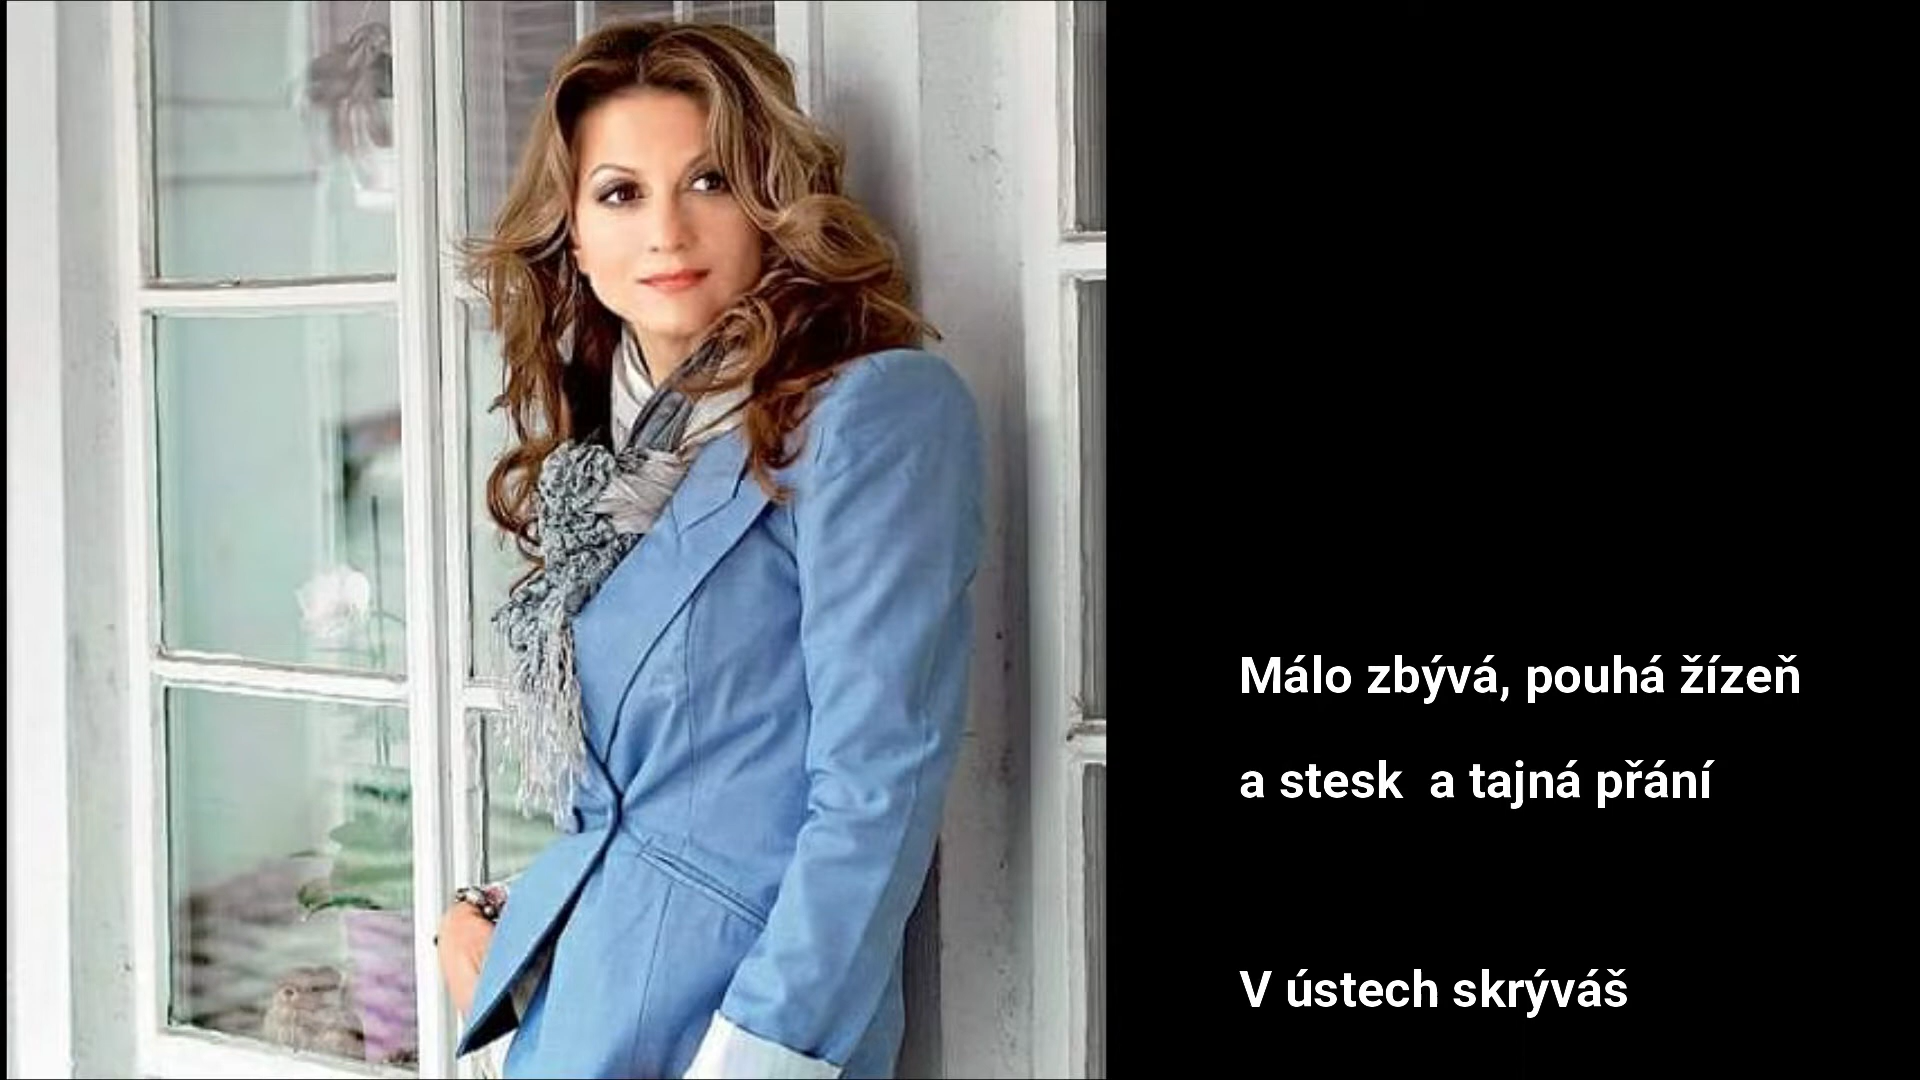 Málo zbývá, pouhá žízeň
a stesk  a tajná přání
V ústech skrýváš